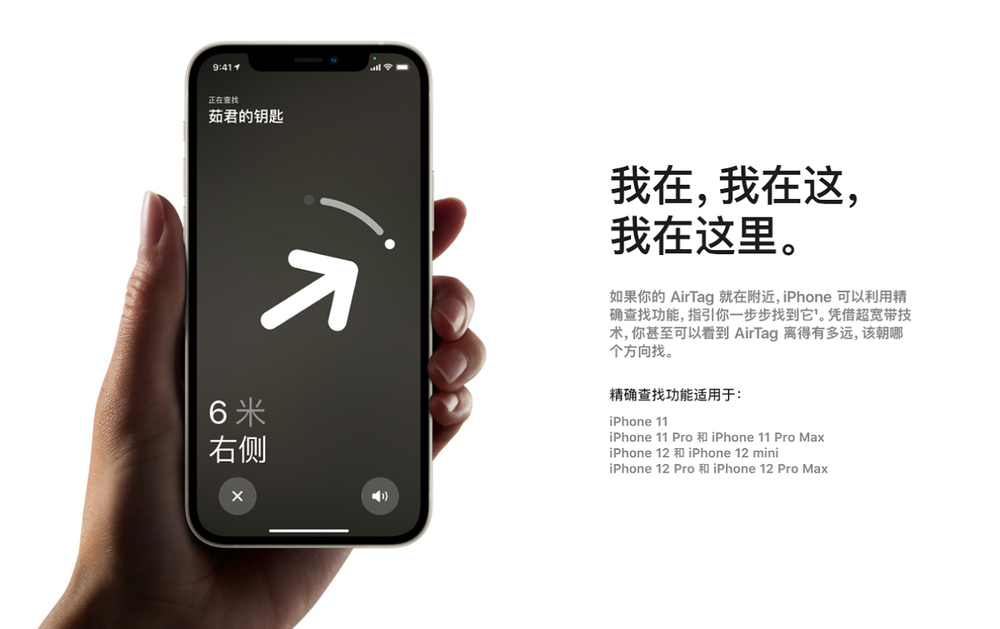 9:41
正在查找
茹君的钥匙
6 米
右侧
我在，我在这，
我在这里。
如果你的 AirTag 就在附近，iPhone 可以利用精
确查找功能，指引你一步步找到它¹。凭借超宽带技
术，你甚至可以看到 AirTag 离得有多远，该朝哪
个方向找。
精确查找功能适用于：
iPhone 11
iPhone 11 Pro 和 iPhone 11 Pro Max
iPhone 12 和 iPhone 12 mini
iPhone 12 Pro 和 iPhone 12 Pro Max